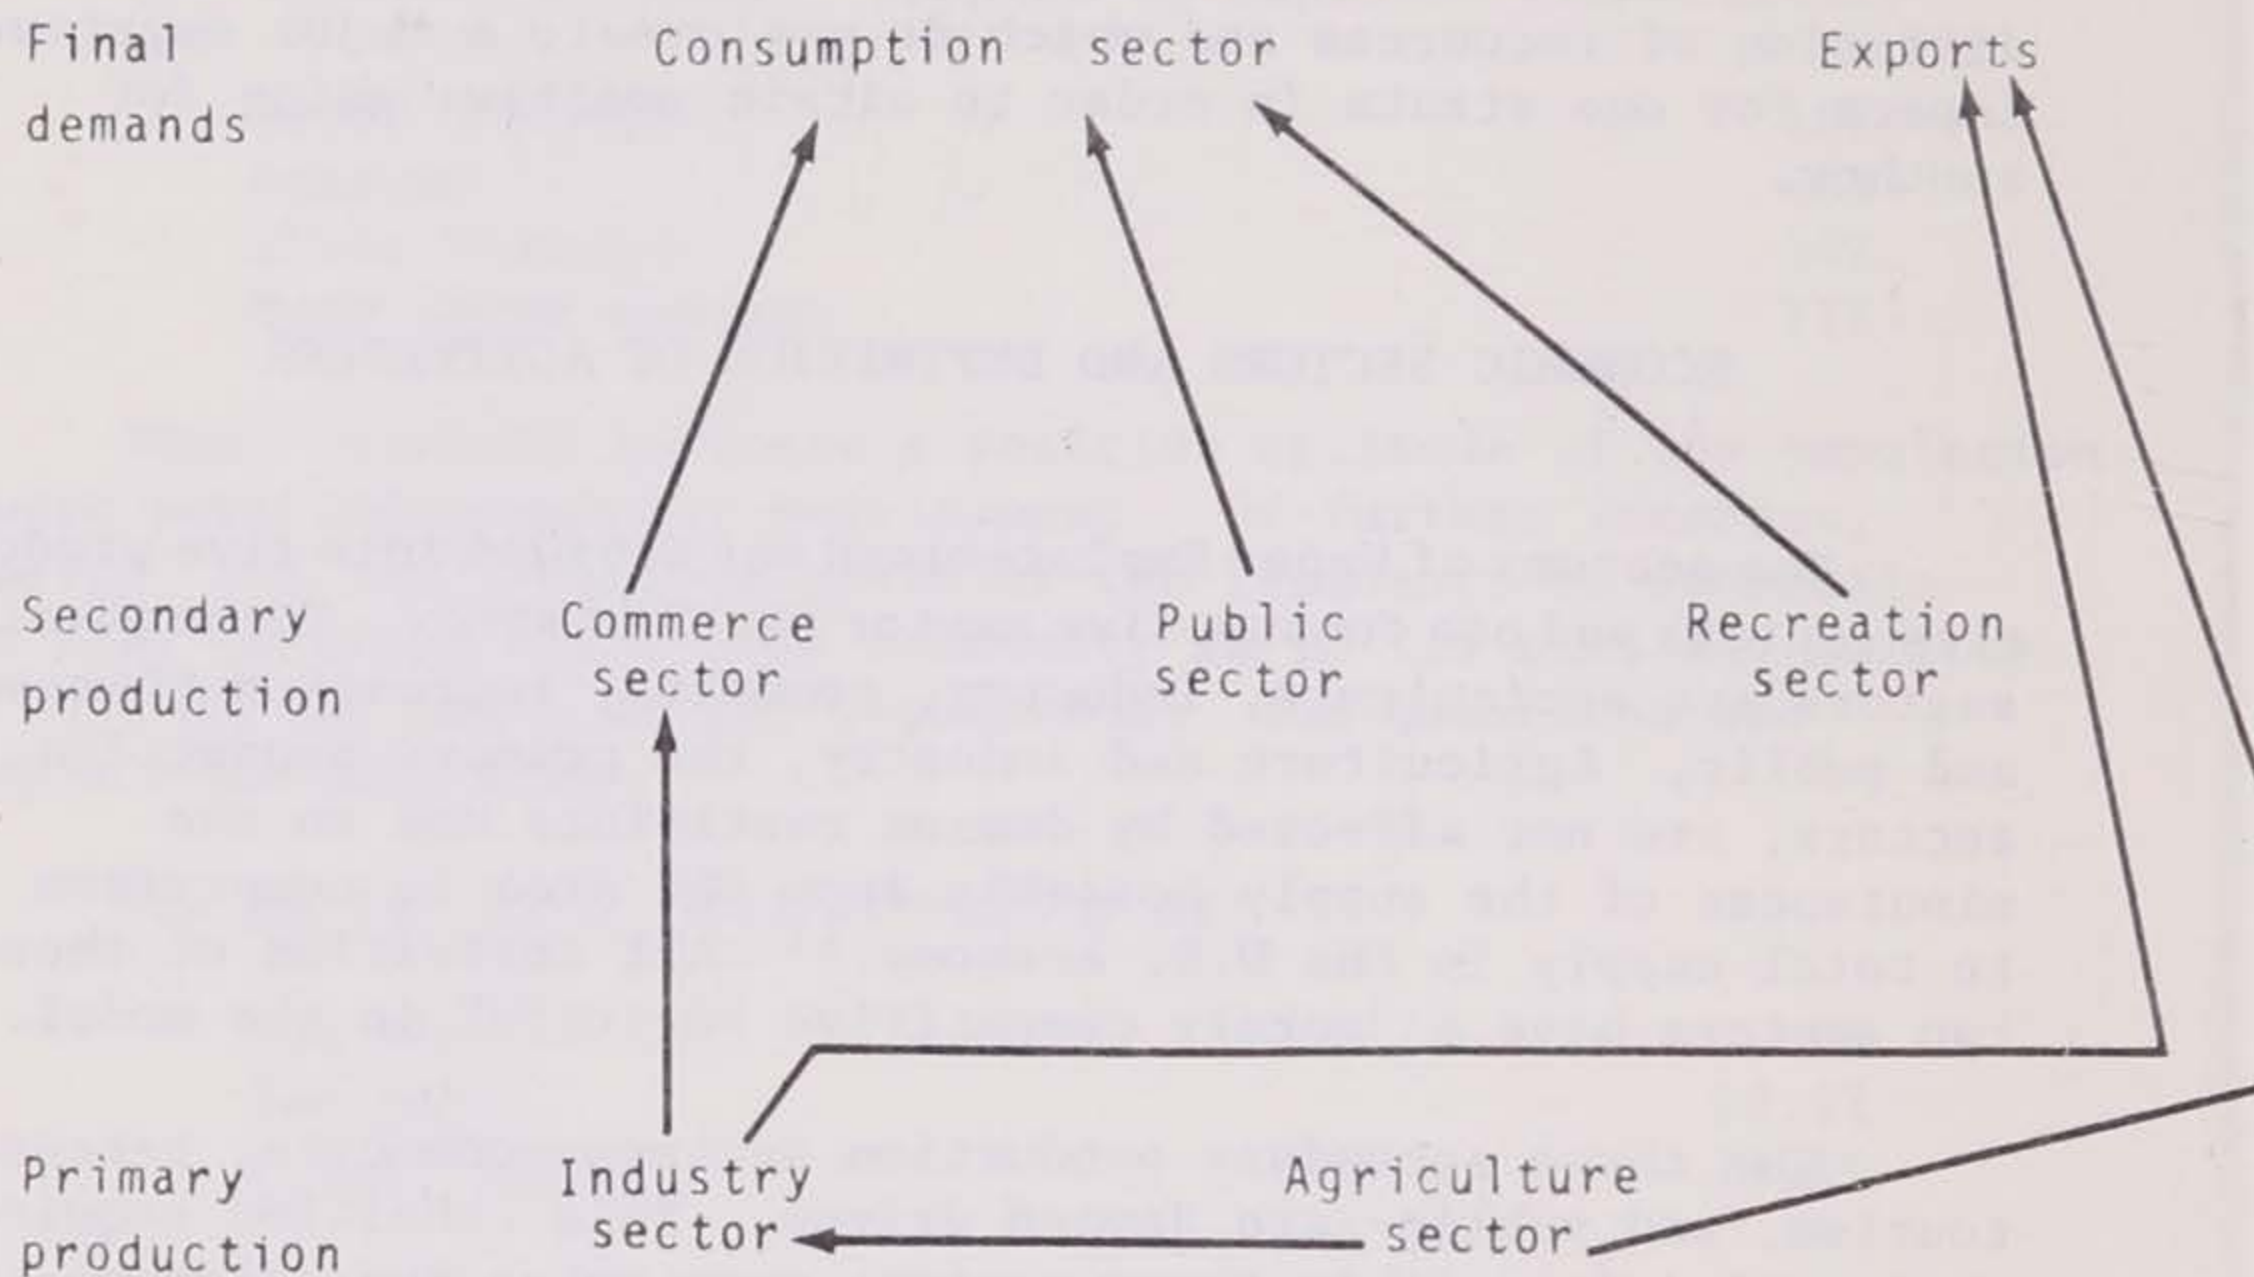 Final
demands
Consumption sector
Exports
Secondary
production
Commerce
sector
Public
sector
Recreation
sector
Primary
production
Industry
sector
Agriculture
sector